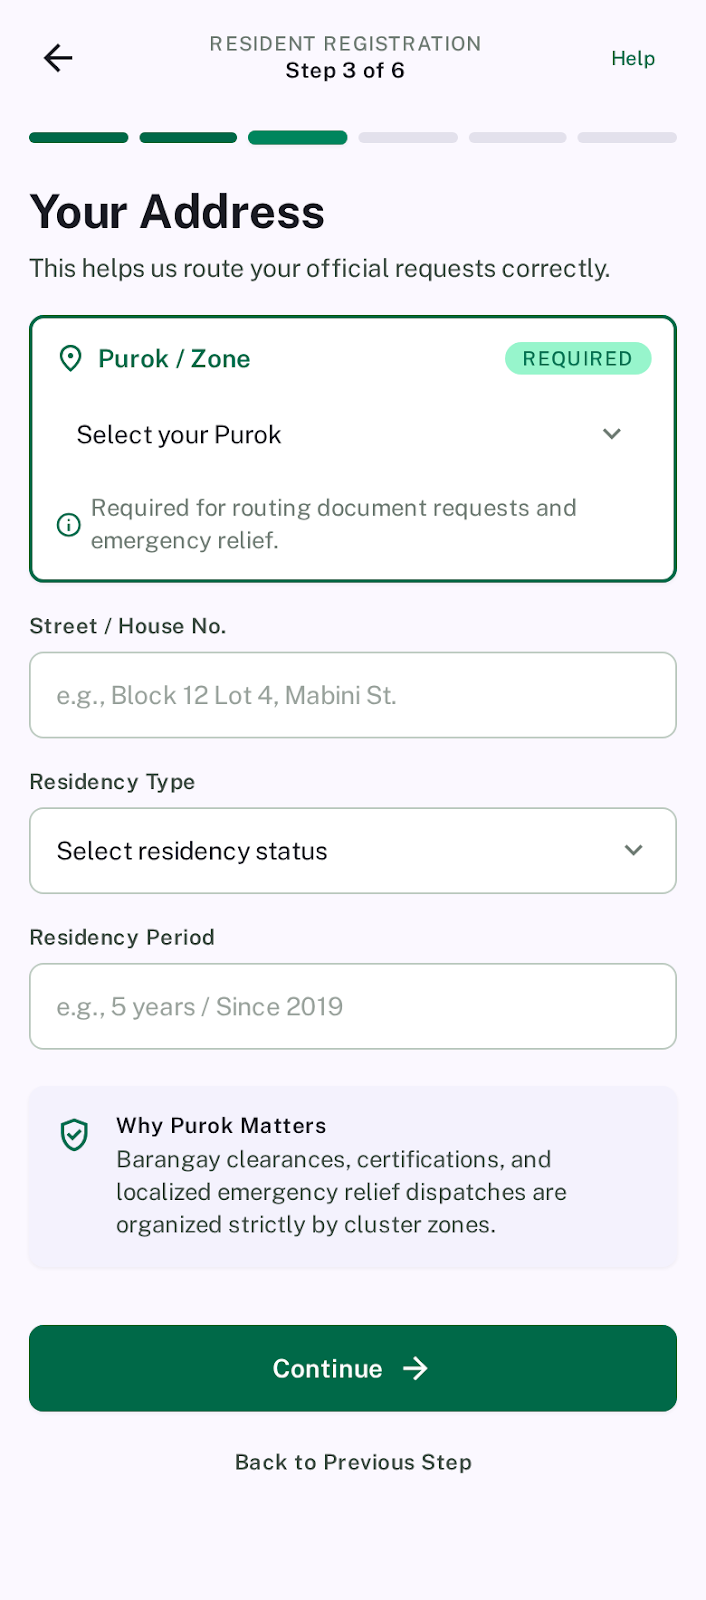 RESIDENT REGISTRATION
Step 3 of 6
Help
Your Address
This helps us route your official requests correctly.
Purok / Zone
REQUIRED
Select your Purok
Required for routing document requests and
emergency relief.
Street / House No.
e.g., Block 12 Lot 4, Mabini St.
Residency Type
Select residency status
Residency Period
e.g., 5 years / Since 2019
Why Purok Matters
Barangay clearances, certifications, and
localized emergency relief dispatches are
organized strictly by cluster zones.
Continue
Back to Previous Step